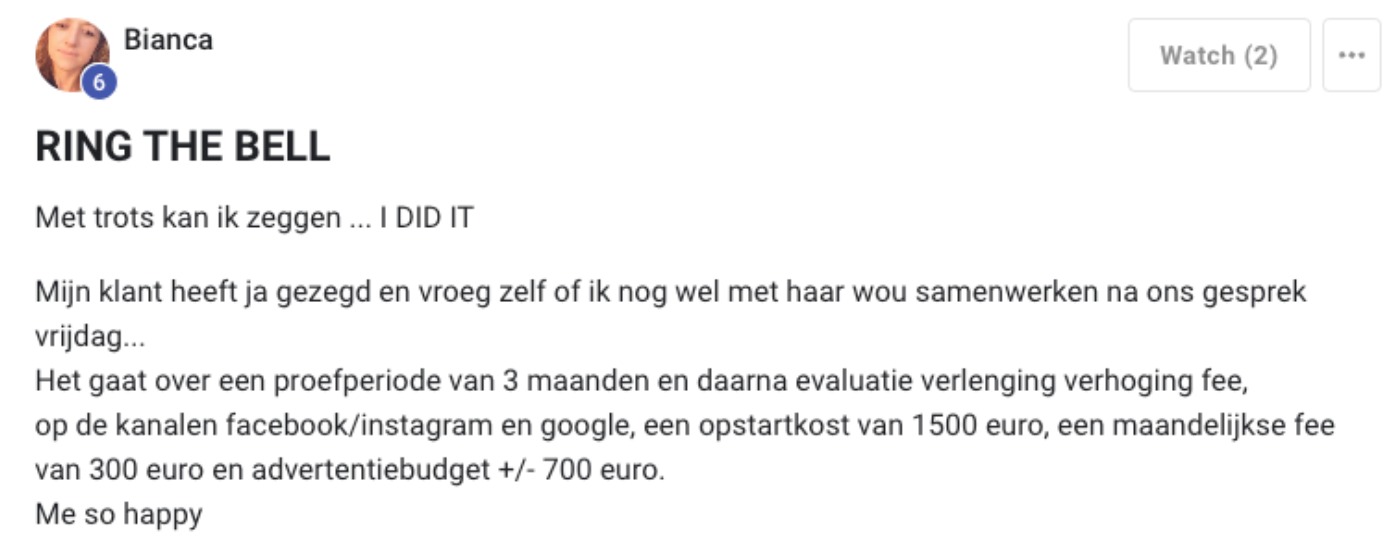 Bianca
6
Watch (2)
...
RING THE BELL
Met trots kan ik zeggen ... I DID IT
Mijn klant heeft ja gezegd en vroeg zelf of ik nog wel met haar wou samenwerken na ons gesprek
vrijdag...
Het gaat over een proefperiode van 3 maanden en daarna evaluatie verlenging verhoging fee,
op de kanalen facebook/instagram en google, een opstartkost van 1500 euro, een maandelijkse fee
van 300 euro en advertentiebudget +/- 700 euro.
Me so happy